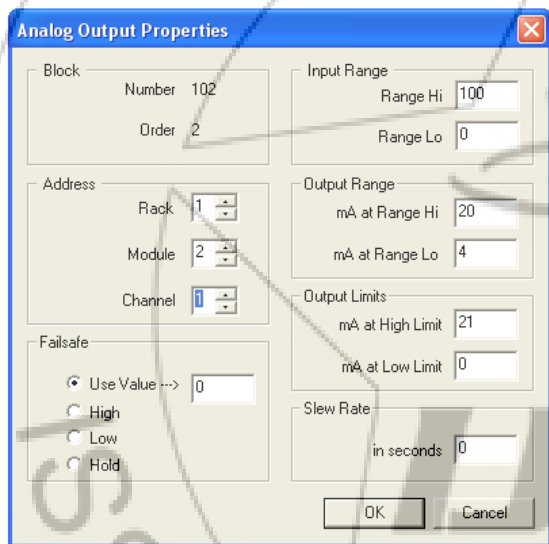 Analog Output Properties
Block
Number 102
Order 2
Address
Rack 1
Module 2
Channel 1
Failsafe
Use Value ---> 0
High
Low
Hold
Input Range
Range Hi 100
Range Lo 0
Output Range
mA at Range Hi 20
mA at Range Lo 4
Output Limits
mA at High Limit 21
mA at Low Limit 0
Slew Rate
in seconds 0
OK Cancel